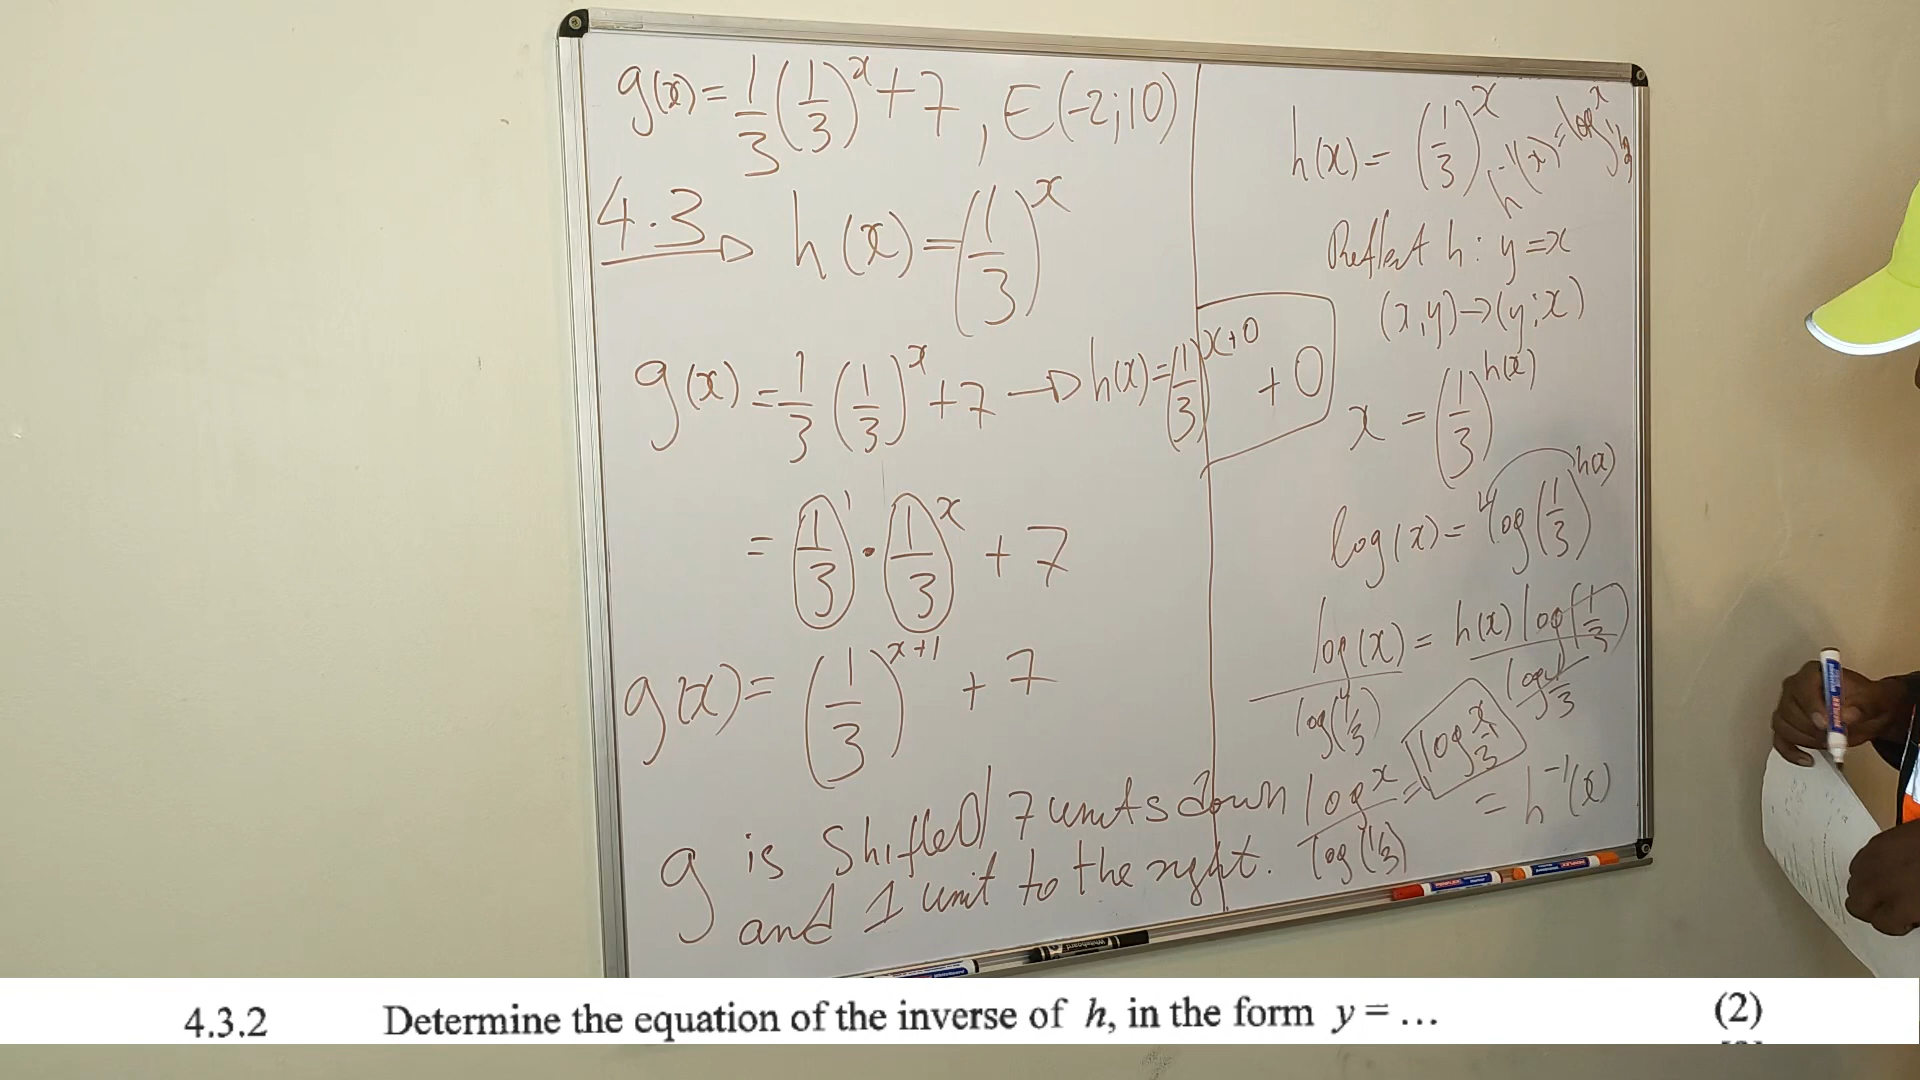 g(x) = 1/3 (1/3)^x + 7 , E(-2;10)
4.3 → h(x) = (1/3)^x
g(x) = 1/3 (1/3)^x + 7 → h(x) = (1/3)^(x+0) + 0
= (1/3)^1 · (1/3)^x + 7
g(x) = (1/3)^(x+1) + 7
g is shifted 7 units down
and 1 unit to the right.
h(x) = (1/3)^x
h^-1(x) = log
Reflect h: y = x
(x,y) → (y;x)
x = (1/3)^h(x)
log(x) = log(1/3)^h(x)
log(x) = h(x) log(1/3)
log(1/3) log 1/3
log x = log x 1/3
log(1/3)
= h^-1(x)
4.3.2 Determine the equation of the inverse of h, in the form y = ... (2)